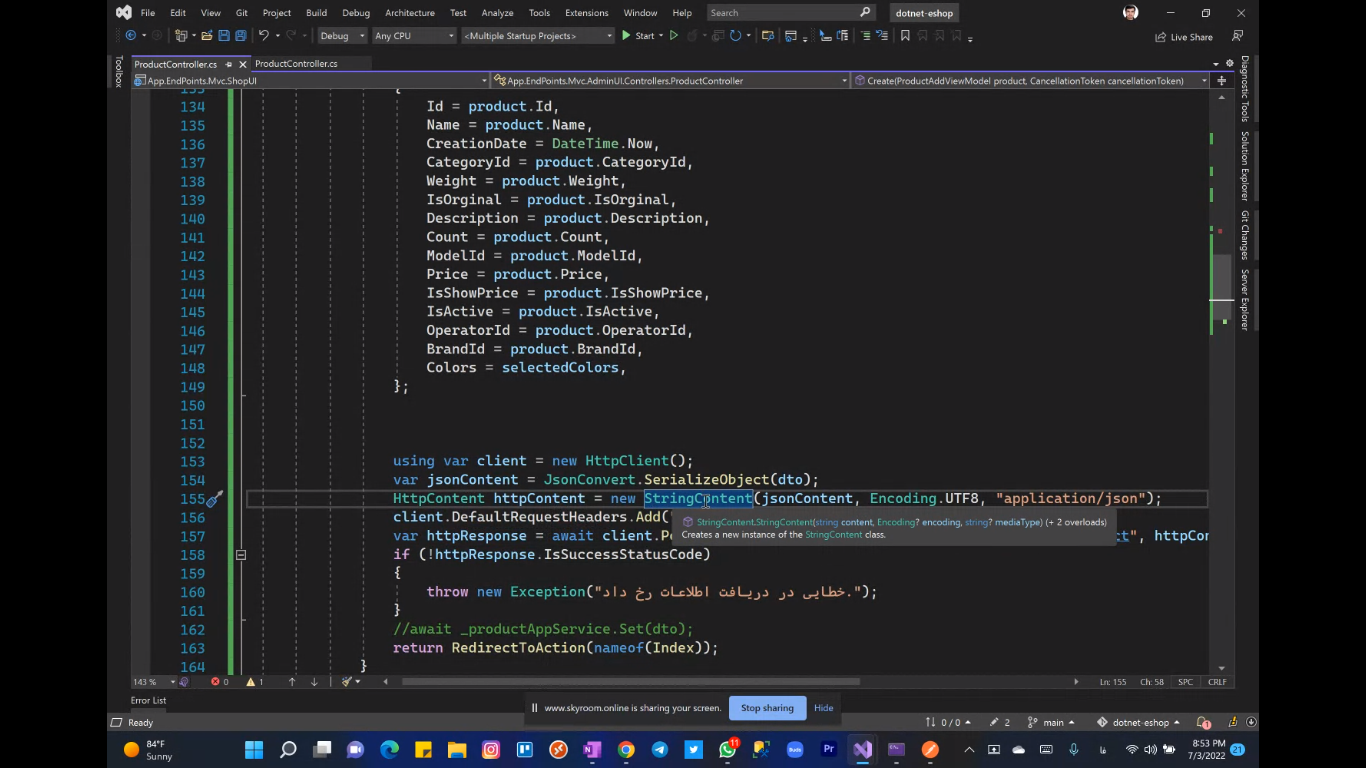 File Edit View Git Project Build Debug Architecture Test Analyze Tools Extensions Window Help Search dotnet-eshop
Debug Any CPU <Multiple Startup Projects> Start Live Share
ProductController.cs ProductController.cs
App.EndPoints.Mvc.ShopUI App.EndPoints.Mvc.AdminUI.Controllers.ProductController Create(ProductAddViewModel product, CancellationToken cancellationToken)
Toolbox
Diagnostic Tools
Solution Explorer
Git Changes
Server Explorer
133 {
134 Id = product.Id,
135 Name = product.Name,
136 CreationDate = DateTime.Now,
137 CategoryId = product.CategoryId,
138 Weight = product.Weight,
139 IsOrginal = product.IsOrginal,
140 Description = product.Description,
141 Count = product.Count,
142 ModelId = product.ModelId,
143 Price = product.Price,
144 IsShowPrice = product.IsShowPrice,
145 IsActive = product.IsActive,
146 OperatorId = product.OperatorId,
147 BrandId = product.BrandId,
148 Colors = selectedColors,
149 };
150
151
152
153 using var client = new HttpClient();
154 var jsonContent = JsonConvert.SerializeObject(dto);
155 HttpContent httpContent = new StringContent(jsonContent, Encoding.UTF8, "application/json");
156 client.DefaultRequestHeaders.Add(
StringContent.StringContent(string content, Encoding? encoding, string? mediaType) (+ 2 overloads)
Creates a new instance of the StringContent class.
157 var httpResponse = await client.P ", httpCon
158 if (!httpResponse.IsSuccessStatusCode)
159 {
160 throw new Exception("خطایی در دریافت اطلاعات رخ داد.");
161 }
162 //await _productAppService.Set(dto);
163 return RedirectToAction(nameof(Index));
164 }
143 % 0 1 Ln: 155 Ch: 58 SPC CRLF
Error List
www.skyroom.online is sharing your screen. Stop sharing Hide
Ready 0 / 0 2 main dotnet-eshop 1
84°F
Sunny
11
Budo
Pr
فا
8:53 PM
7/3/2022
21